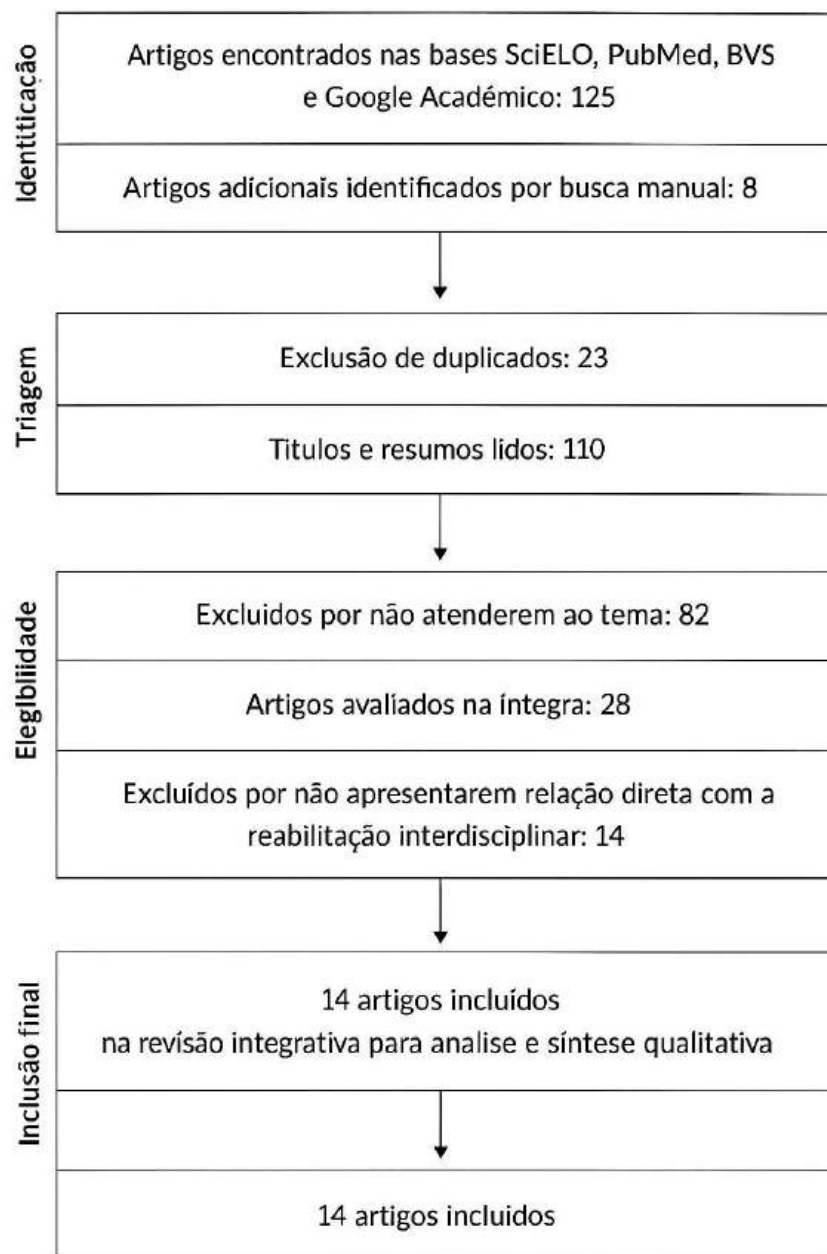 Identiticação
Artigos encontrados nas bases SciELO, PubMed, BVS
e Google Académico: 125
Artigos adicionais identificados por busca manual: 8
Triagem
Exclusão de duplicados: 23
Titulos e resumos lidos: 110
Eleglbliidade
Excluidos por não atenderem ao tema: 82
Artigos avaliados na íntegra: 28
Excluídos por não apresentarem relação direta com a
reabilitação interdisciplinar: 14
Inclusão final
14 artigos incluídos
na revisão integrativa para analise e síntese qualitativa
14 artigos incluidos